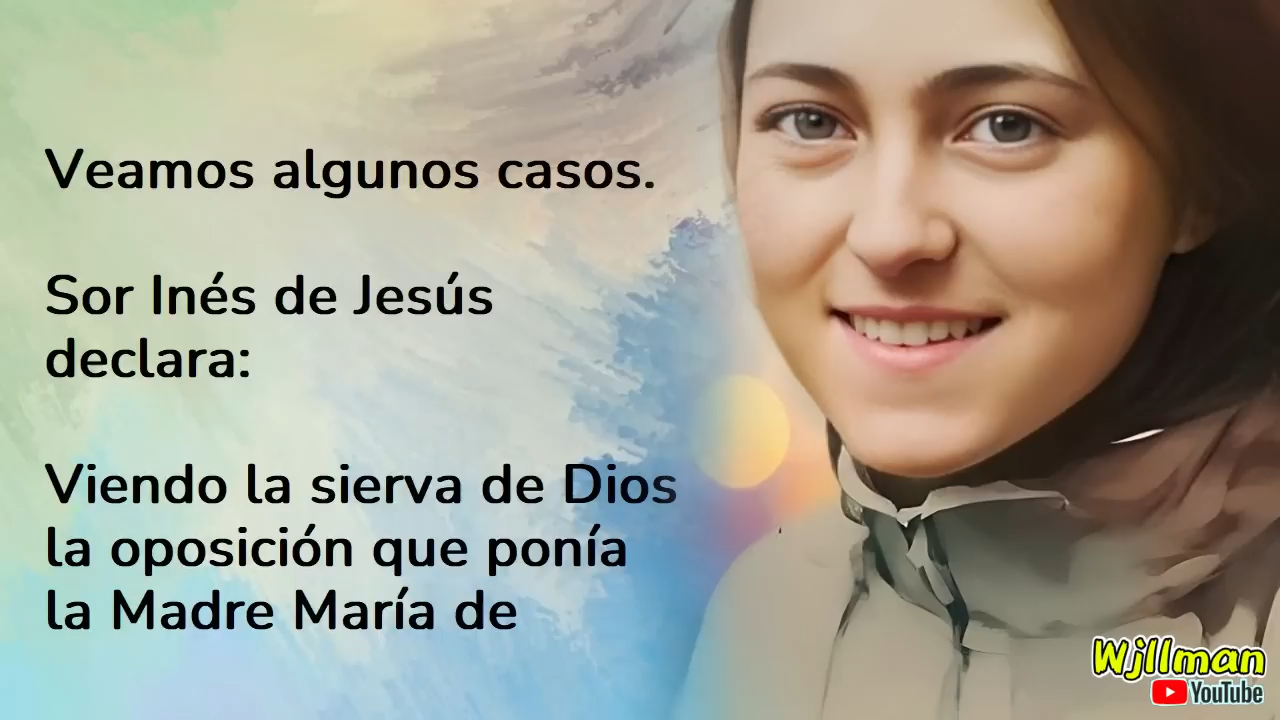 Veamos algunos casos.
Sor Inés de Jesús
declara:
Viendo la sierva de Dios
la oposición que ponía
la Madre María de
Wjllman
YouTube